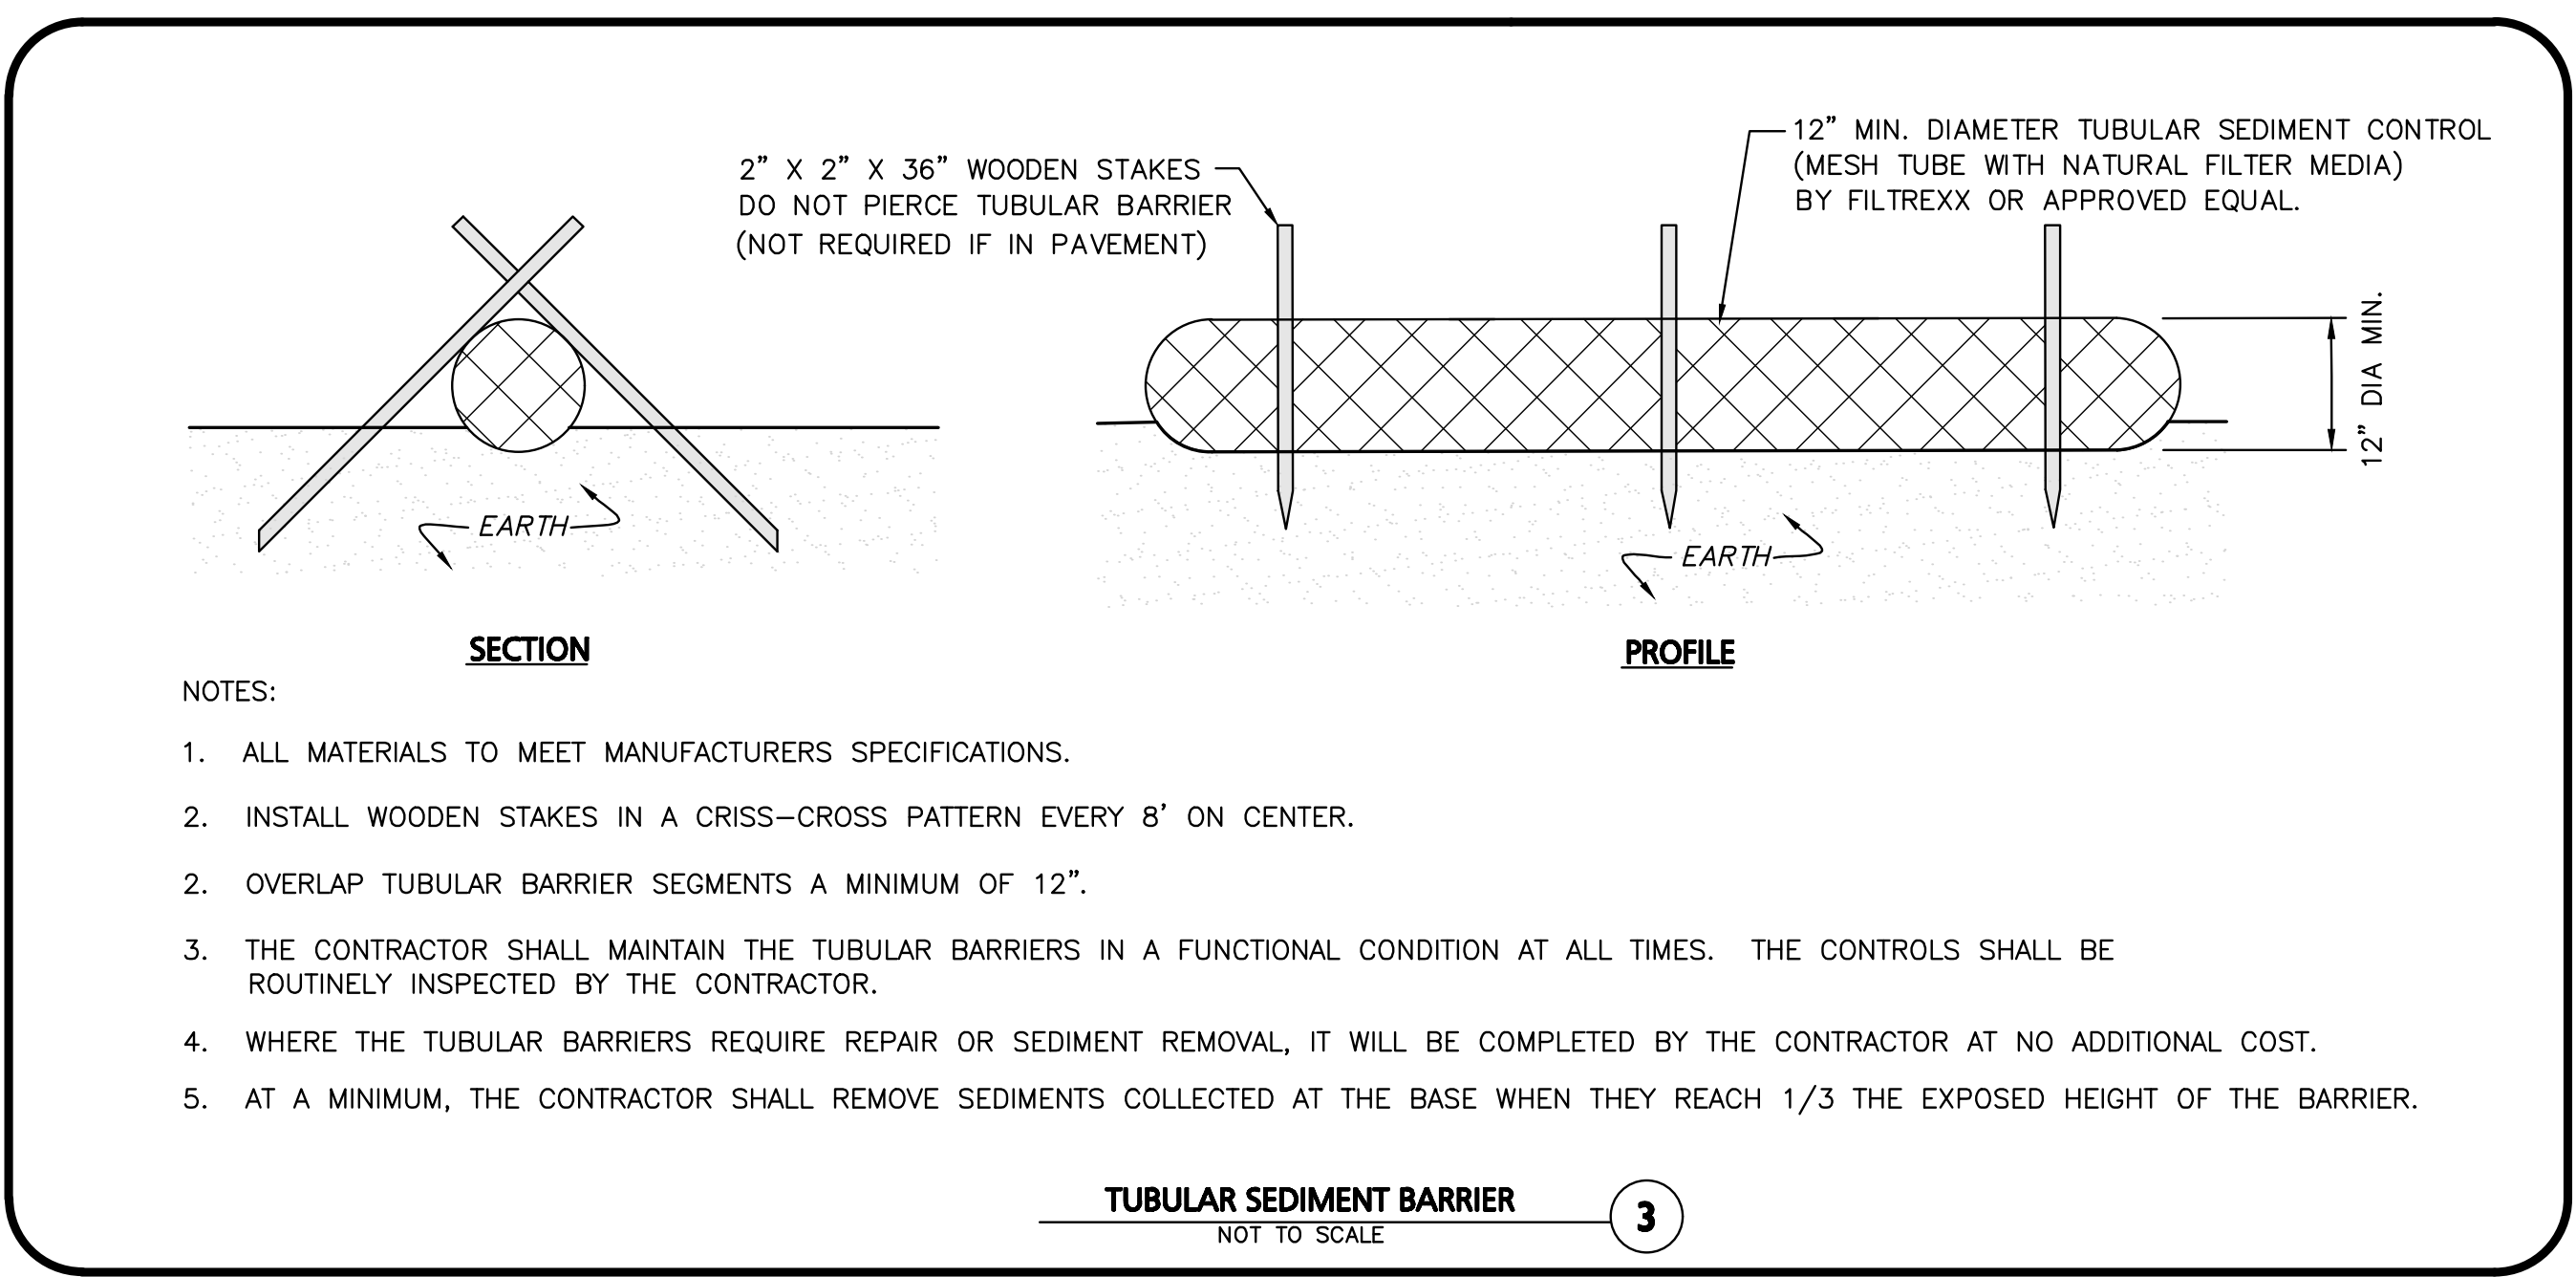 2” X 2” X 36” WOODEN STAKES
DO NOT PIERCE TUBULAR BARRIER
(NOT REQUIRED IF IN PAVEMENT)
12” MIN. DIAMETER TUBULAR SEDIMENT CONTROL
(MESH TUBE WITH NATURAL FILTER MEDIA)
BY FILTREXX OR APPROVED EQUAL.
12” DIA MIN.
EARTH
EARTH
SECTION
PROFILE
NOTES:
1. ALL MATERIALS TO MEET MANUFACTURERS SPECIFICATIONS.
2. INSTALL WOODEN STAKES IN A CRISS-CROSS PATTERN EVERY 8’ ON CENTER.
2. OVERLAP TUBULAR BARRIER SEGMENTS A MINIMUM OF 12”.
3. THE CONTRACTOR SHALL MAINTAIN THE TUBULAR BARRIERS IN A FUNCTIONAL CONDITION AT ALL TIMES. THE CONTROLS SHALL BE
ROUTINELY INSPECTED BY THE CONTRACTOR.
4. WHERE THE TUBULAR BARRIERS REQUIRE REPAIR OR SEDIMENT REMOVAL, IT WILL BE COMPLETED BY THE CONTRACTOR AT NO ADDITIONAL COST.
5. AT A MINIMUM, THE CONTRACTOR SHALL REMOVE SEDIMENTS COLLECTED AT THE BASE WHEN THEY REACH 1/3 THE EXPOSED HEIGHT OF THE BARRIER.
TUBULAR SEDIMENT BARRIER
NOT TO SCALE
3